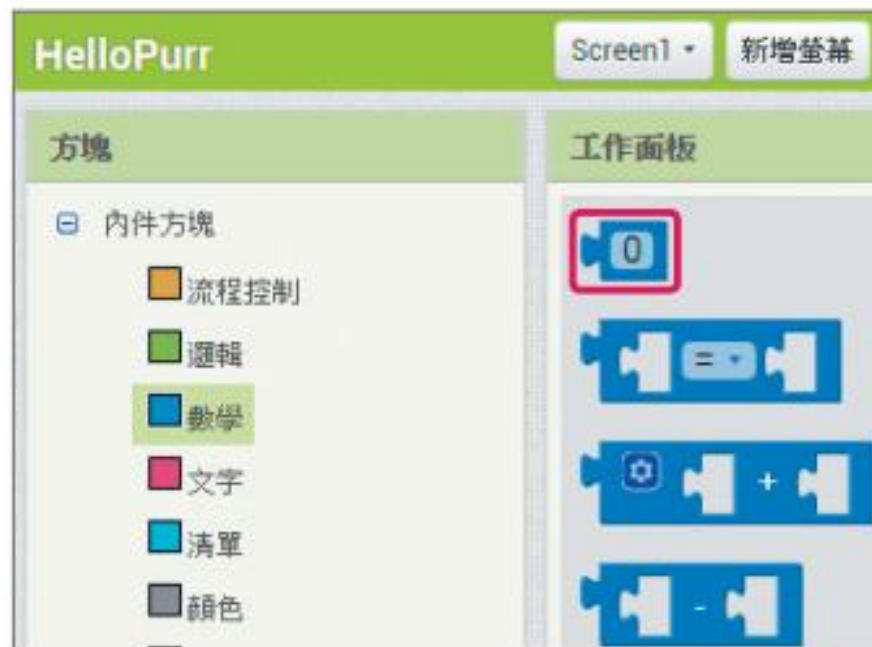 HelloPurr
Screen1
新增螢幕
方塊
內件方塊
流程控制
邏輯
數學
文字
清單
顏色
工作面板
0
=
+
-